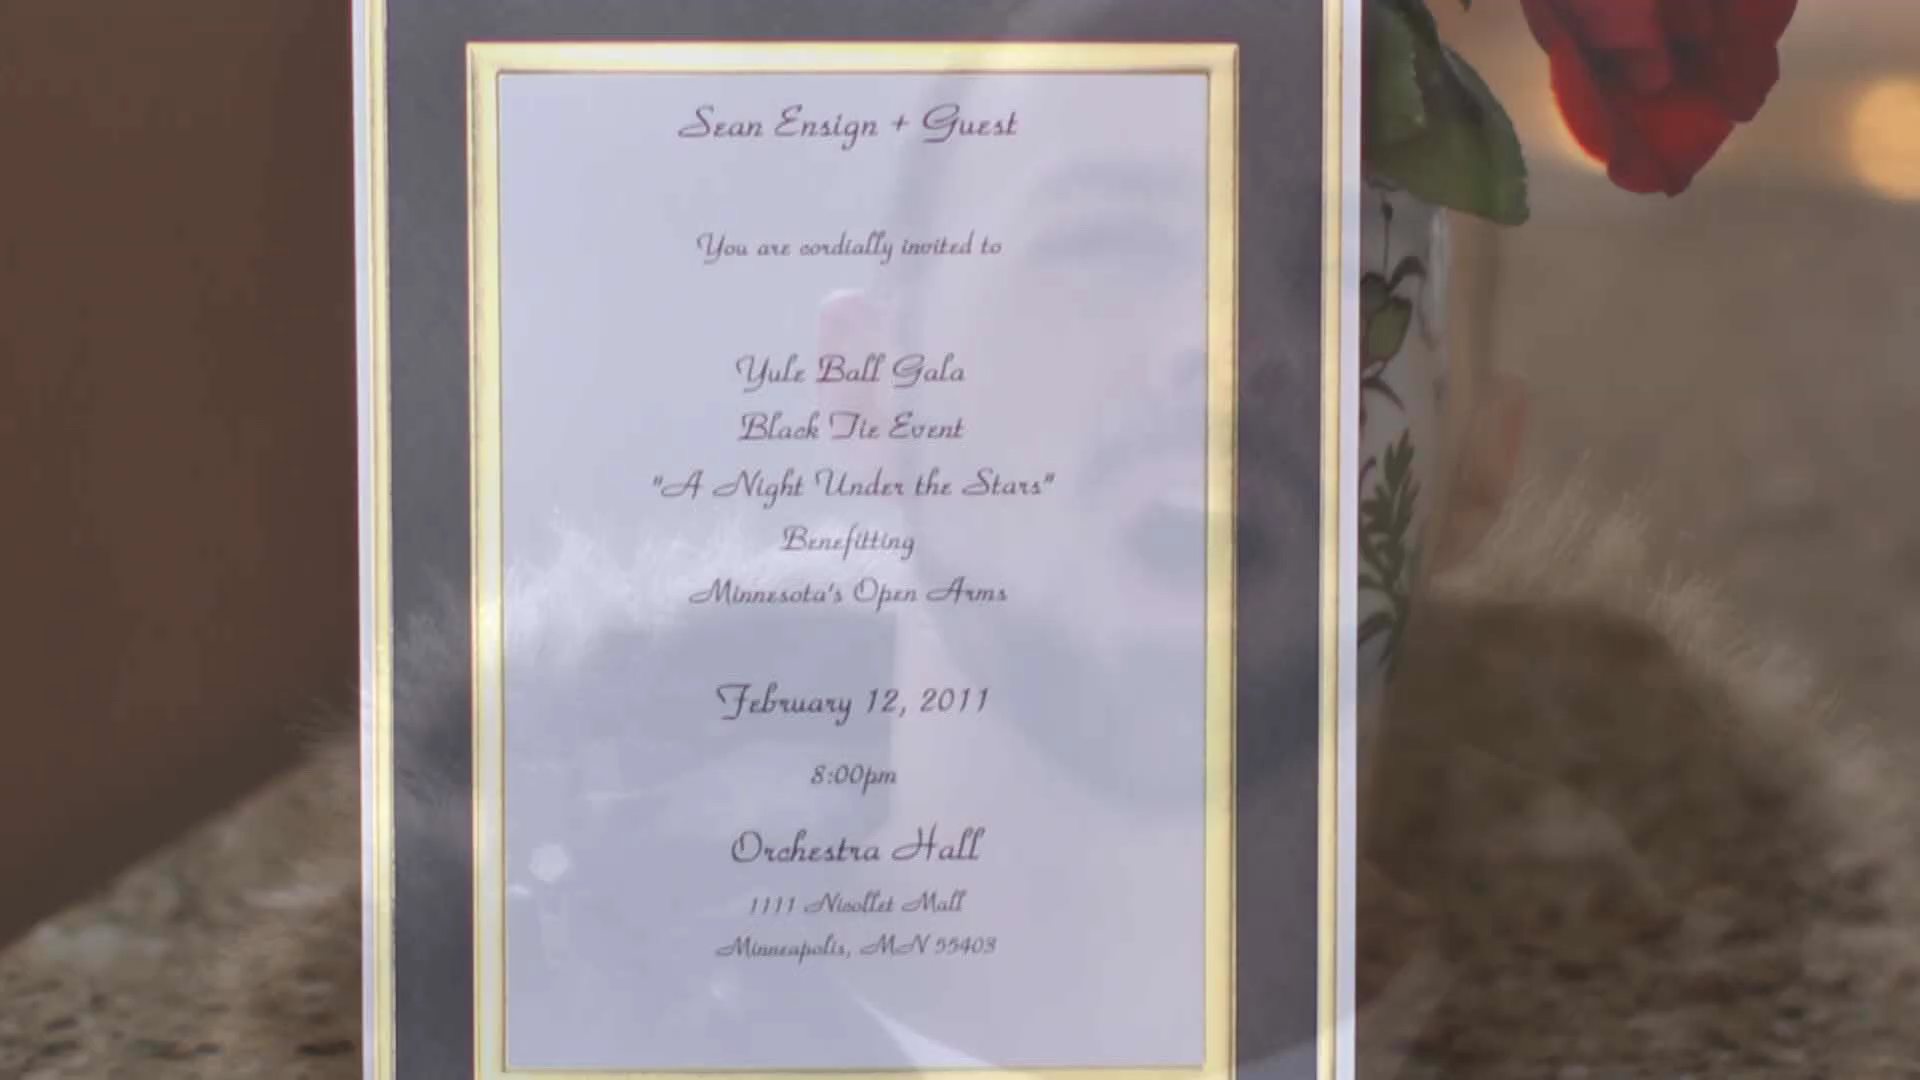 Sean Ensign + Guest
You are cordially invited to
Yule Ball Gala
Black Tie Event
"A Night Under the Stars"
Benefitting
Minnesota's Open Arms
February 12, 2011
8:00pm
Orchestra Hall
1111 Nicollet Mall
Minneapolis, MN 55403